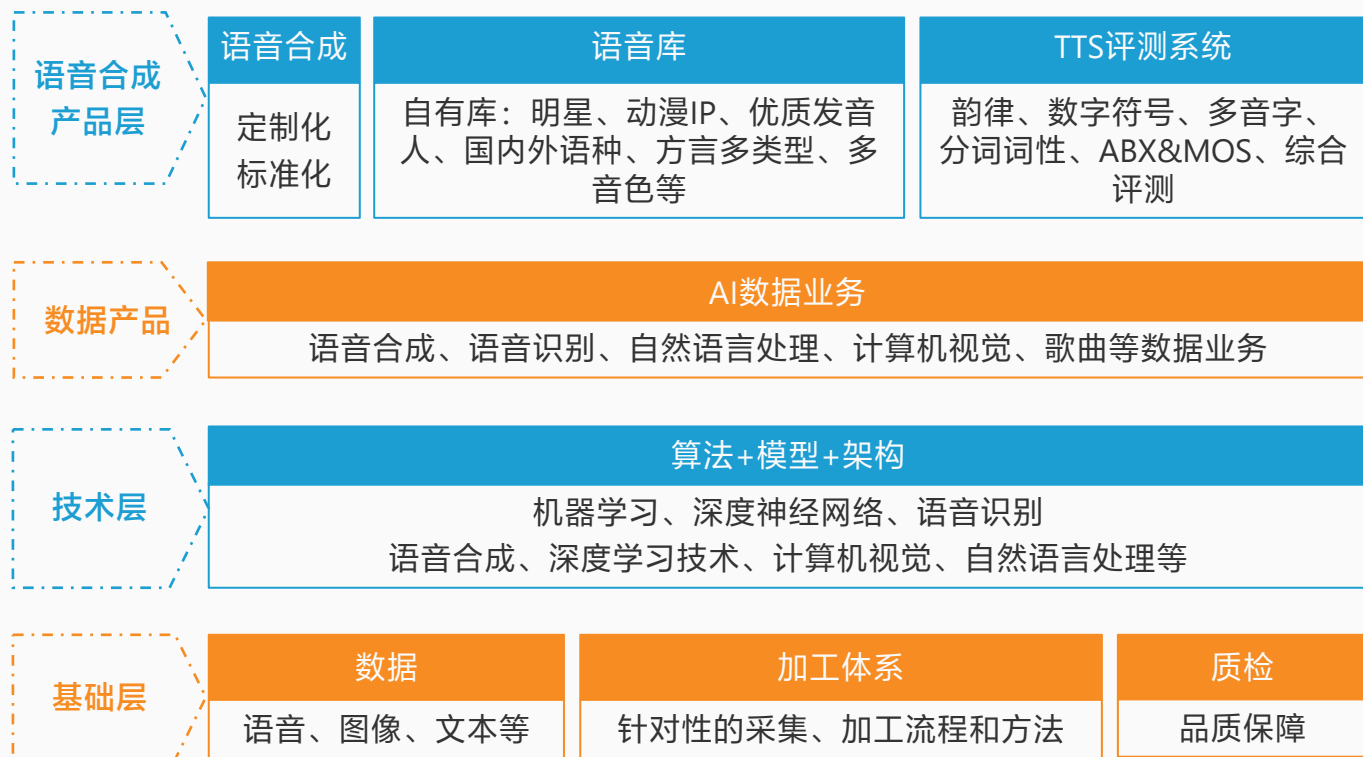 语音合成
产品层
语音合成
定制化
标准化
语音库
自有库：明星、动漫IP、优质发音
人、国内外语种、方言多类型、多
音色等
TTS评测系统
韵律、数字符号、多音字、
分词词性、ABX&MOS、综合
评测
数据产品
AI数据业务
语音合成、语音识别、自然语言处理、计算机视觉、歌曲等数据业务
技术层
算法+模型+架构
机器学习、深度神经网络、语音识别
语音合成、深度学习技术、计算机视觉、自然语言处理等
基础层
数据
语音、图像、文本等
加工体系
针对性的采集、加工流程和方法
质检
品质保障